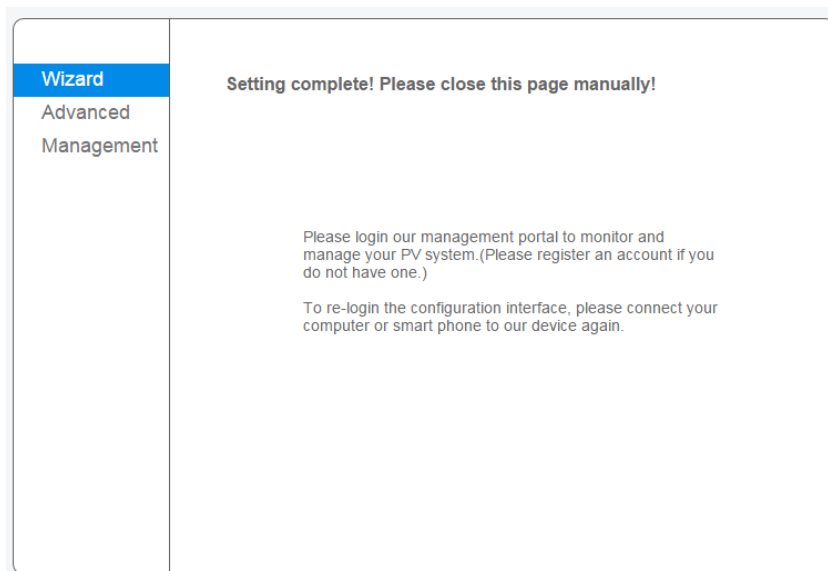 Wizard
Advanced
Management
Setting complete! Please close this page manually!
Please login our management portal to monitor and
manage your PV system.(Please register an account if you
do not have one.)
To re-login the configuration interface, please connect your
computer or smart phone to our device again.